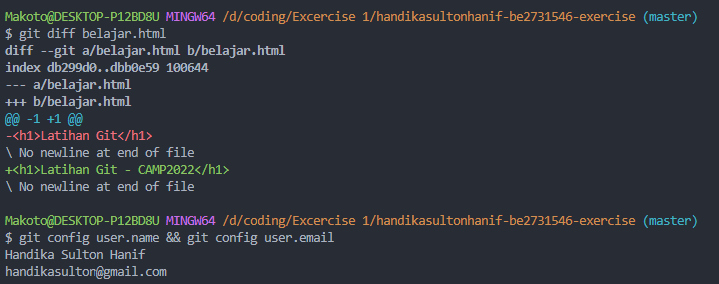 Makoto@DESKTOP-P12BD8U MINGW64 /d/coding/Excercise 1/handikasultonhanif-be2731546-exercise (master)
$ git diff belajar.html
diff --git a/belajar.html b/belajar.html
index db299d0..dbb0e59 100644
--- a/belajar.html
+++ b/belajar.html
@@ -1 +1 @@
-<h1>Latihan Git</h1>
\ No newline at end of file
+<h1>Latihan Git - CAMP2022</h1>
\ No newline at end of file
Makoto@DESKTOP-P12BD8U MINGW64 /d/coding/Excercise 1/handikasultonhanif-be2731546-exercise (master)
$ git config user.name && git config user.email
Handika Sulton Hanif
handikasulton@gmail.com